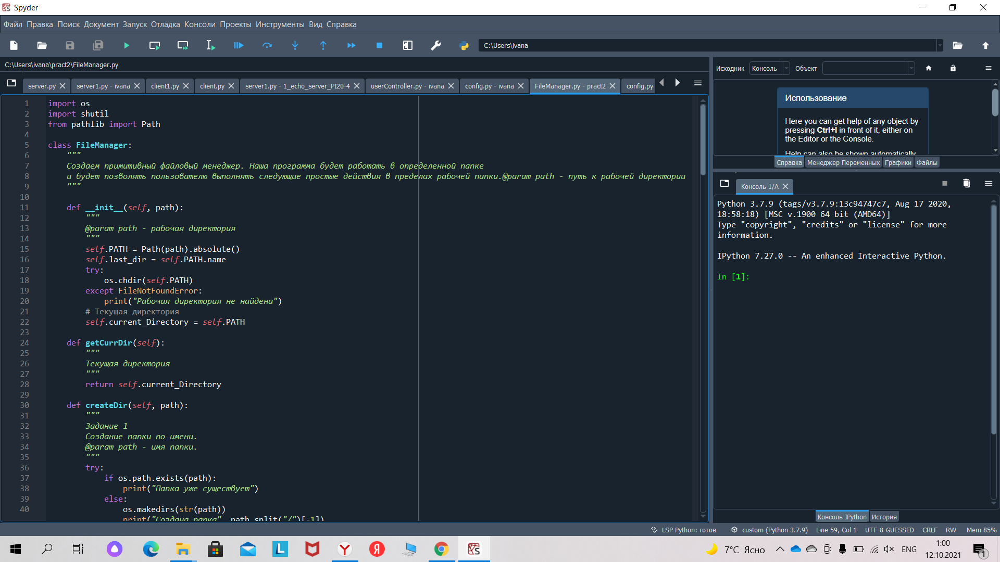 Spyder
Файл Правка Поиск Документ Запуск Отладка Консоли Проекты Инструменты Вид Справка
C:\Users\ivana
C:\Users\ivana\pract2\FileManager.py
server.py
server1.py - ivana
client1.py
client.py
server1.py - 1_echo_server_PI20-4
userController.py - ivana
config.py - ivana
FileManager.py - pract2
config.py
1 import os
2 import shutil
3 from pathlib import Path
4
5 class FileManager:
6     """
7     Создаем примитивный файловый менеджер. Наша программа будет работать в определенной папке
8     и будет позволять пользователю выполнять следующие простые действия в пределах рабочей папки.@param path - путь к рабочей директории
9     """
10
11     def __init__(self, path):
12         """
13         @param path - рабочая директория
14         """
15         self.PATH = Path(path).absolute()
16         self.last_dir = self.PATH.name
17         try:
18             os.chdir(self.PATH)
19         except FileNotFoundError:
20             print("Рабочая директория не найдена")
21         # Текущая директория
22         self.current_Directory = self.PATH
23
24     def getCurrDir(self):
25         """
26         Текущая директория
27         """
28         return self.current_Directory
29
30     def createDir(self, path):
31         """
32         Задание 1
33         Создание папки по имени.
34         @param path - имя папки.
35         """
36         try:
37             if os.path.exists(path):
38                 print("Папка уже существует")
39             else:
40                 os.makedirs(str(path))
print("Создана папка", path.split("/")[-1])
Исходник Консоль Объект
Использование
Here you can get help of any object by
pressing Ctrl+I in front of it, either on
the Editor or the Console.
Help can also be shown automatically
Справка Менеджер Переменных Графики Файлы
Консоль 1/A
Python 3.7.9 (tags/v3.7.9:13c94747c7, Aug 17 2020,
18:58:18) [MSC v.1900 64 bit (AMD64)]
Type "copyright", "credits" or "license" for more
information.
IPython 7.27.0 -- An enhanced Interactive Python.
In [1]:
Консоль IPython История
LSP Python: готов custom (Python 3.7.9) Line 59, Col 1 UTF-8-GUESSED CRLF RW Mem 85%
7°C Ясно
ENG
1:00
12.10.2021
1